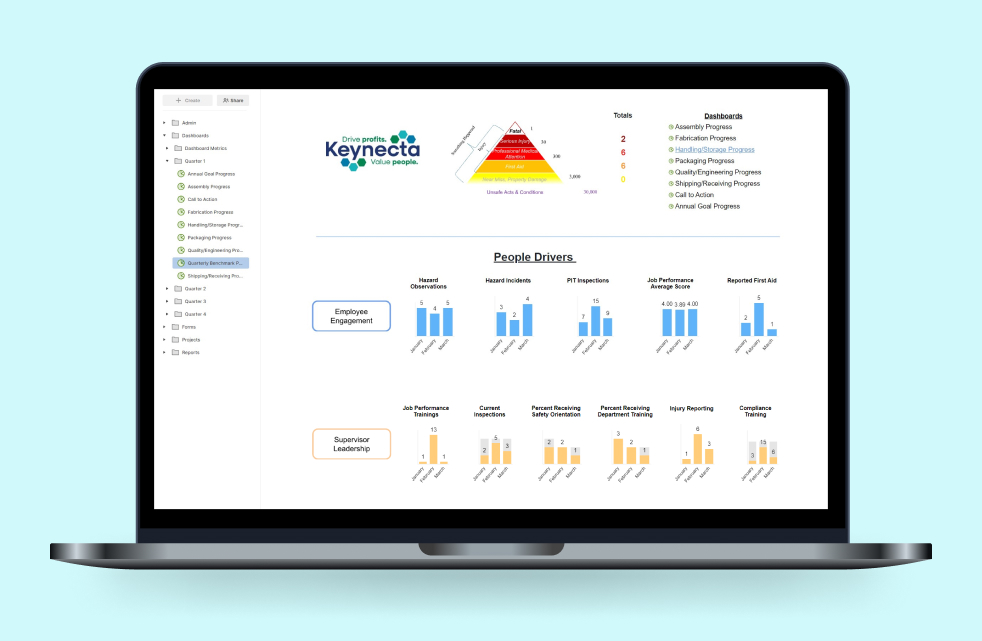 Create
Share
Admin
Dashboards
Dashboard Metrics
Quarter 1
Annual Goal Progress
Assembly Progress
Call to Action
Fabrication Progress
Handling/Storage Progr...
Packaging Progress
Quality/Engineering Pro...
Quarterly Benchmark P...
Shipping/Receiving Pro...
Quarter 2
Quarter 3
Quarter 4
Forms
Projects
Reports
Drive profits.
Keynecta
Value people.
Injury
Fatal
Serious Injury
Professional Medical
Attention
First Aid
Near Miss, Property Damage
Unsafe Acts & Conditions
1
30
300
3,000
30,000
Totals
2
6
6
0
Dashboards
Assembly Progress
Fabrication Progress
Handling/Storage Progress
Packaging Progress
Quality/Engineering Progress
Shipping/Receiving Progress
Call to Action
Annual Goal Progress
People Drivers
Employee
Engagement
Hazard
Observations
5
4
5
January
February
March
Hazard Incidents
3
2
4
January
February
March
PIT Inspections
7
15
9
January
February
March
Job Performance
Average Score
4.00 3.89 4.00
January
February
March
Reported First Aid
2
5
1
January
February
March
Supervisor
Leadership
Job Performance
Trainings
1
13
1
January
February
March
Current
Inspections
2
5
3
January
February
March
Percent Receiving
Safety Orientation
2
2
1
January
February
March
Percent Receiving
Department Training
3
2
1
January
February
March
Injury Reporting
1
6
3
January
February
March
Compliance
Training
3
15
6
January
February
March